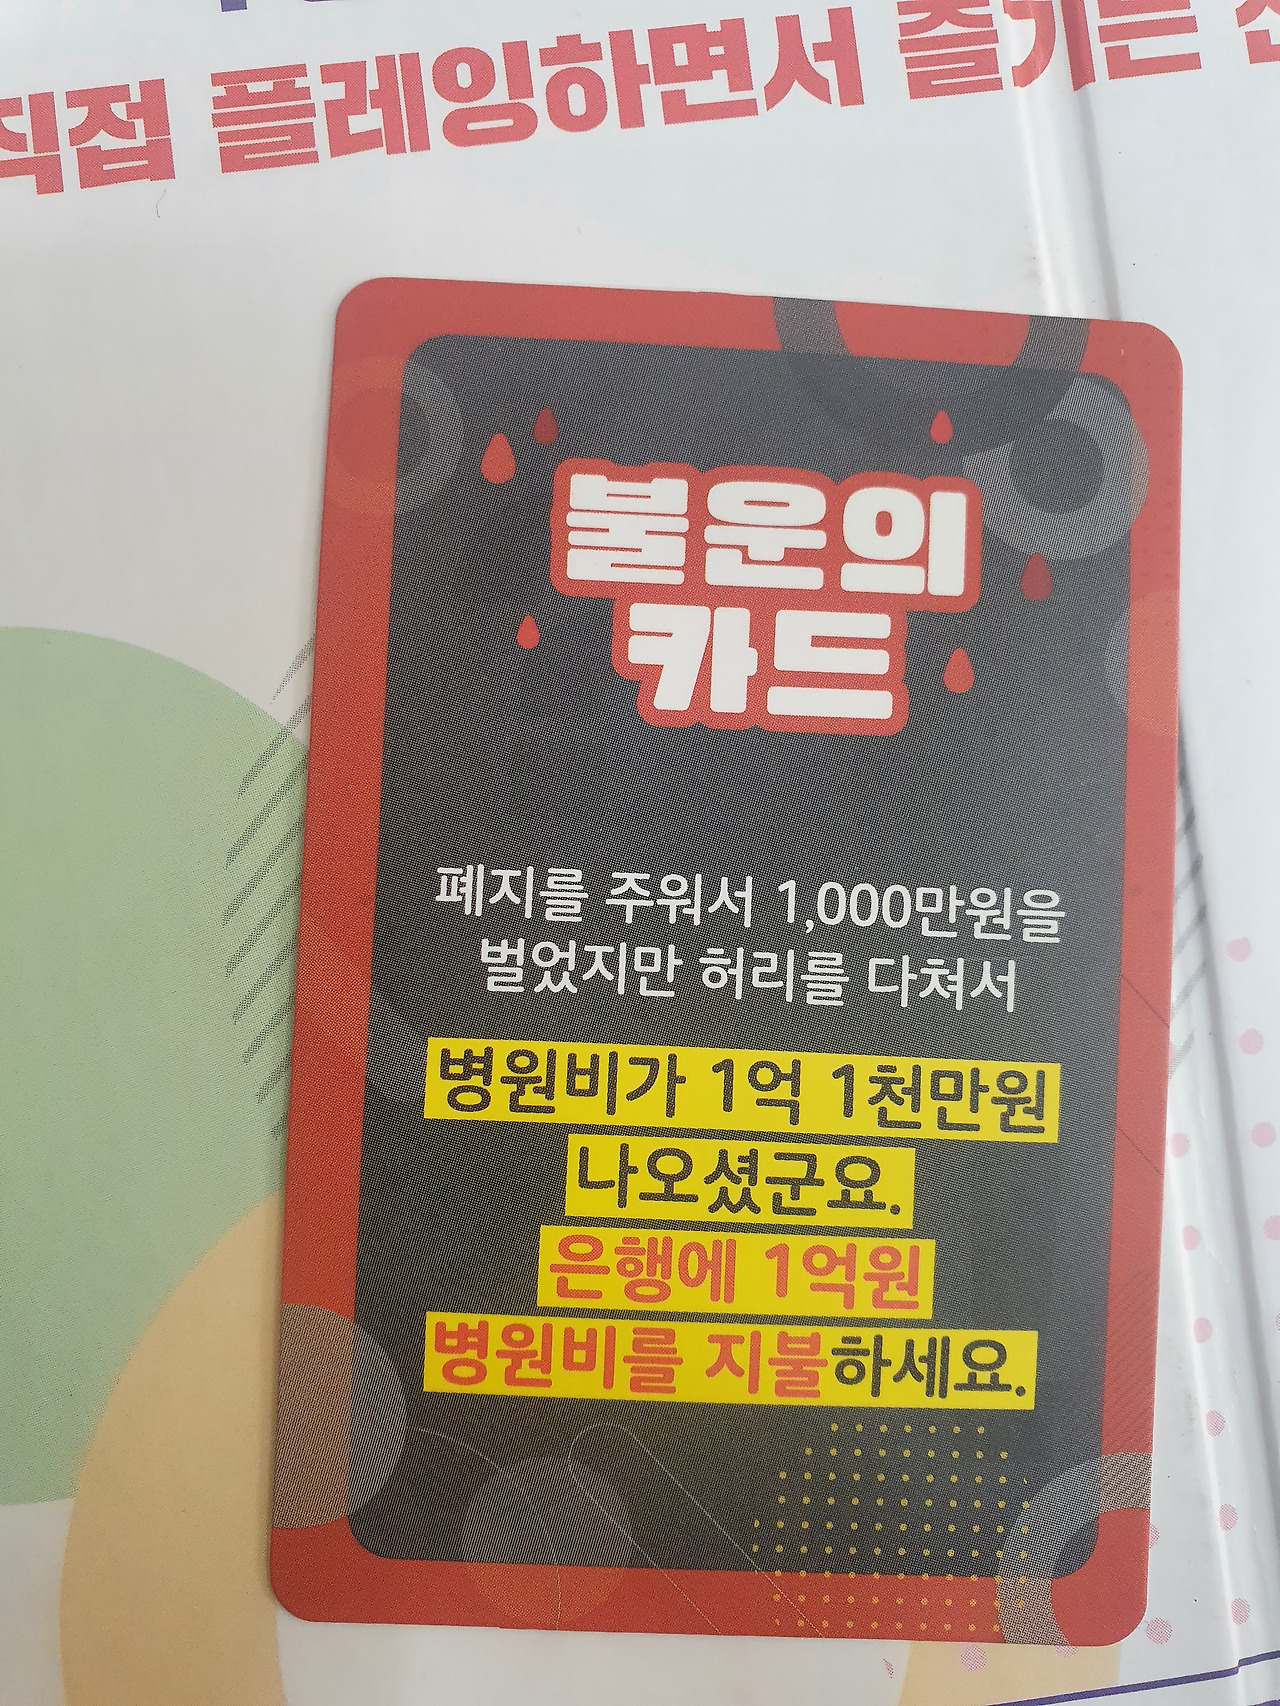 직접 플레잉하면서 즐기는
불운의
카드
폐지를 주워서 1,000만원을
벌었지만 허리를 다쳐서
병원비가 1억 1천만원
나오셨군요.
은행에 1억원
병원비를 지불하세요.